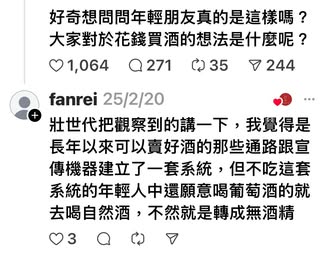 好奇想問問年輕朋友真的是這樣嗎?
大家對於花錢買酒的想法是什麼呢?
1,064 271 35 244
fanrei 25/2/20
壯世代把觀察到的講一下,我覺得是
長年以來可以賣好酒的那些通路跟宣
傳機器建立了一套系統,但不吃這套
系統的年輕人中還願意喝葡萄酒的就
去喝自然酒,不然就是轉成無酒精
3